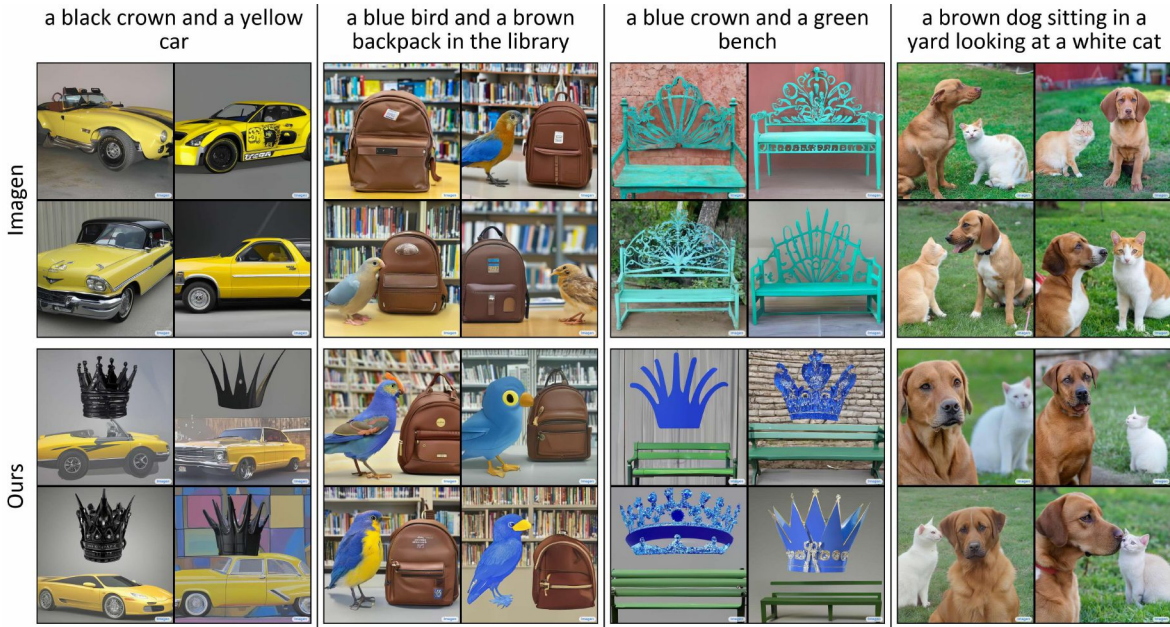 a black crown and a yellow
car
a blue bird and a brown
backpack in the library
a blue crown and a green
bench
a brown dog sitting in a
yard looking at a white cat
Imagen
Ours